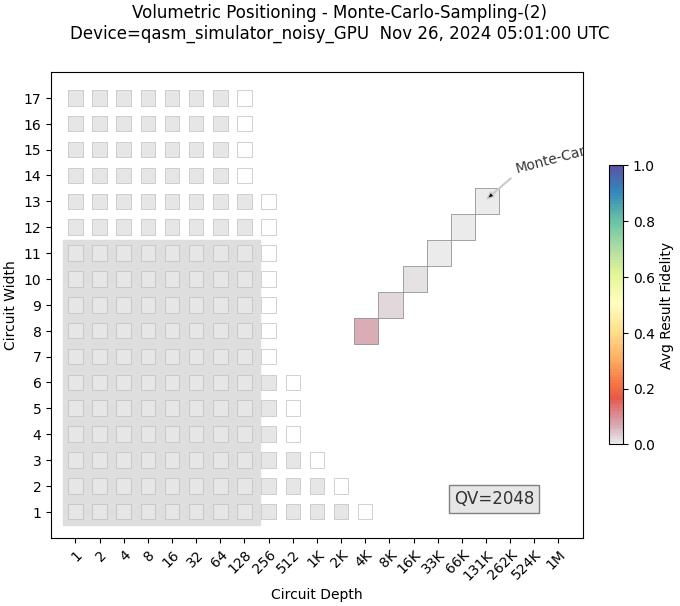 Volumetric Positioning - Monte-Carlo-Sampling-(2)
Device=qasm_simulator_noisy_GPU  Nov 26, 2024 05:01:00 UTC
17
16
15
14
13
12
11
10
9
8
7
6
5
4
3
2
1
Circuit Width
Monte-Car
QV=2048
1
2
4
8
16
32
64
128
256
512
1K
2K
4K
8K
16K
33K
66K
131K
262K
524K
1M
Circuit Depth
1.0
0.8
0.6
0.4
0.2
0.0
Avg Result Fidelity